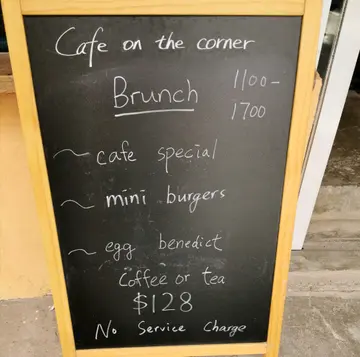 Cafe on the corner
Brunch
1100-
1700
~ cafe special
~ mini burgers
~ egg benedict
Coffee or tea
$128
No Service Charge